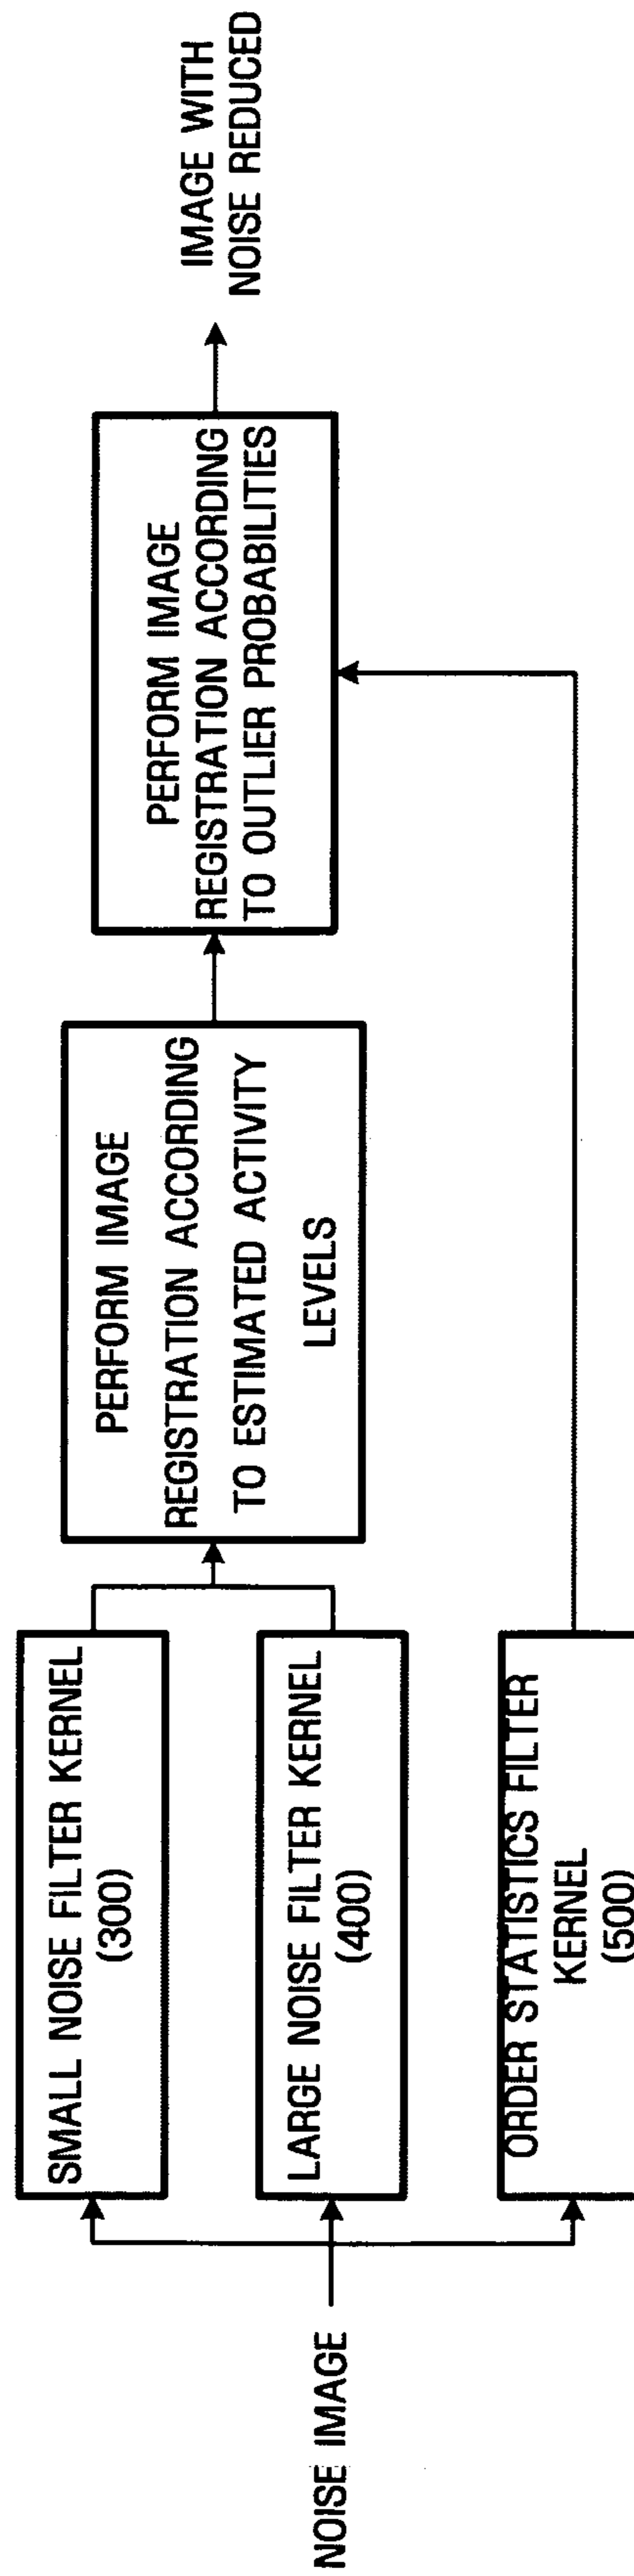 NOISE IMAGE
SMALL NOISE FILTER KERNEL
(300)
LARGE NOISE FILTER KERNEL
(400)
ORDER STATISTICS FILTER
KERNEL
(500)
PERFORM IMAGE
REGISTRATION ACCORDING
TO ESTIMATED ACTIVITY
LEVELS
PERFORM IMAGE
REGISTRATION ACCORDING
TO OUTLIER PROBABILITIES
IMAGE WITH
NOISE REDUCED